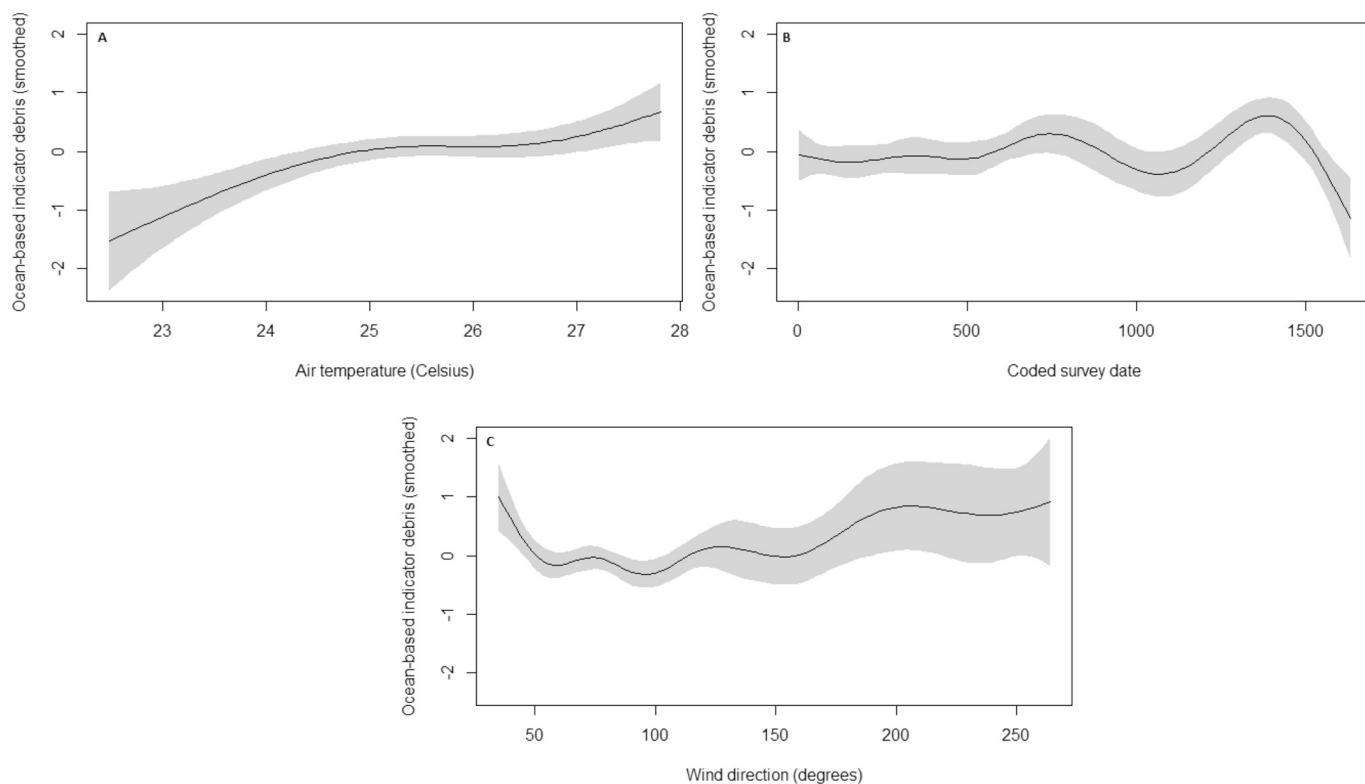 A
Ocean-based indicator debris (smoothed)
2
1
0
-1
-2
23 24 25 26 27 28
Air temperature (Celsius)
B
Ocean-based indicator debris (smoothed)
2
1
0
-1
-2
0 500 1000 1500
Coded survey date
C
Ocean-based indicator debris (smoothed)
2
1
0
-1
-2
50 100 150 200 250
Wind direction (degrees)